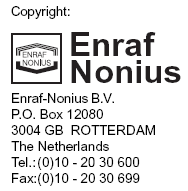 Copyright:
ENRAF
NONIUS
Enraf
Nonius
Enraf-Nonius B.V.
P.O. Box 12080
3004 GB  ROTTERDAM
The Netherlands
Tel.:(0)10 - 20 30 600
Fax:(0)10 - 20 30 699